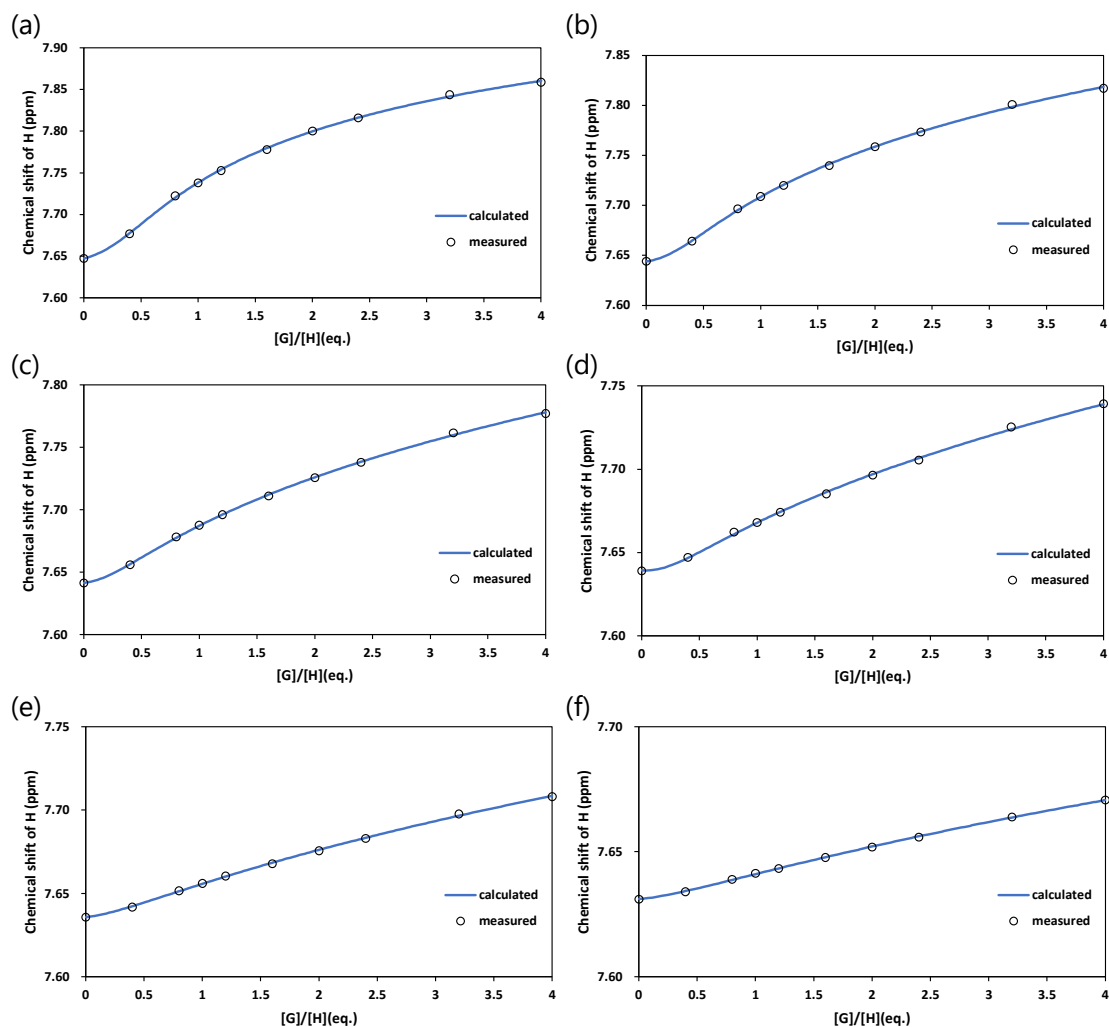 (a)
7.90
7.85
7.80
7.75
7.70
7.65
7.60
Chemical shift of H (ppm)
calculated
measured
0 0.5 1 1.5 2 2.5 3 3.5 4
[G]/[H](eq.)
(b)
7.85
7.80
7.75
7.70
7.65
7.60
Chemical shift of H (ppm)
calculated
measured
0 0.5 1 1.5 2 2.5 3 3.5 4
[G]/[H](eq.)
(c)
7.80
7.75
7.70
7.65
7.60
Chemical shift of H (ppm)
calculated
measured
0 0.5 1 1.5 2 2.5 3 3.5 4
[G]/[H](eq.)
(d)
7.75
7.70
7.65
7.60
Chemical shift of H (ppm)
calculated
measured
0 0.5 1 1.5 2 2.5 3 3.5 4
[G]/[H](eq.)
(e)
7.75
7.70
7.65
7.60
Chemical shift of H (ppm)
calculated
measured
0 0.5 1 1.5 2 2.5 3 3.5 4
[G]/[H](eq.)
(f)
7.70
7.65
7.60
Chemical shift of H (ppm)
calculated
measured
0 0.5 1 1.5 2 2.5 3 3.5 4
[G]/[H](eq.)